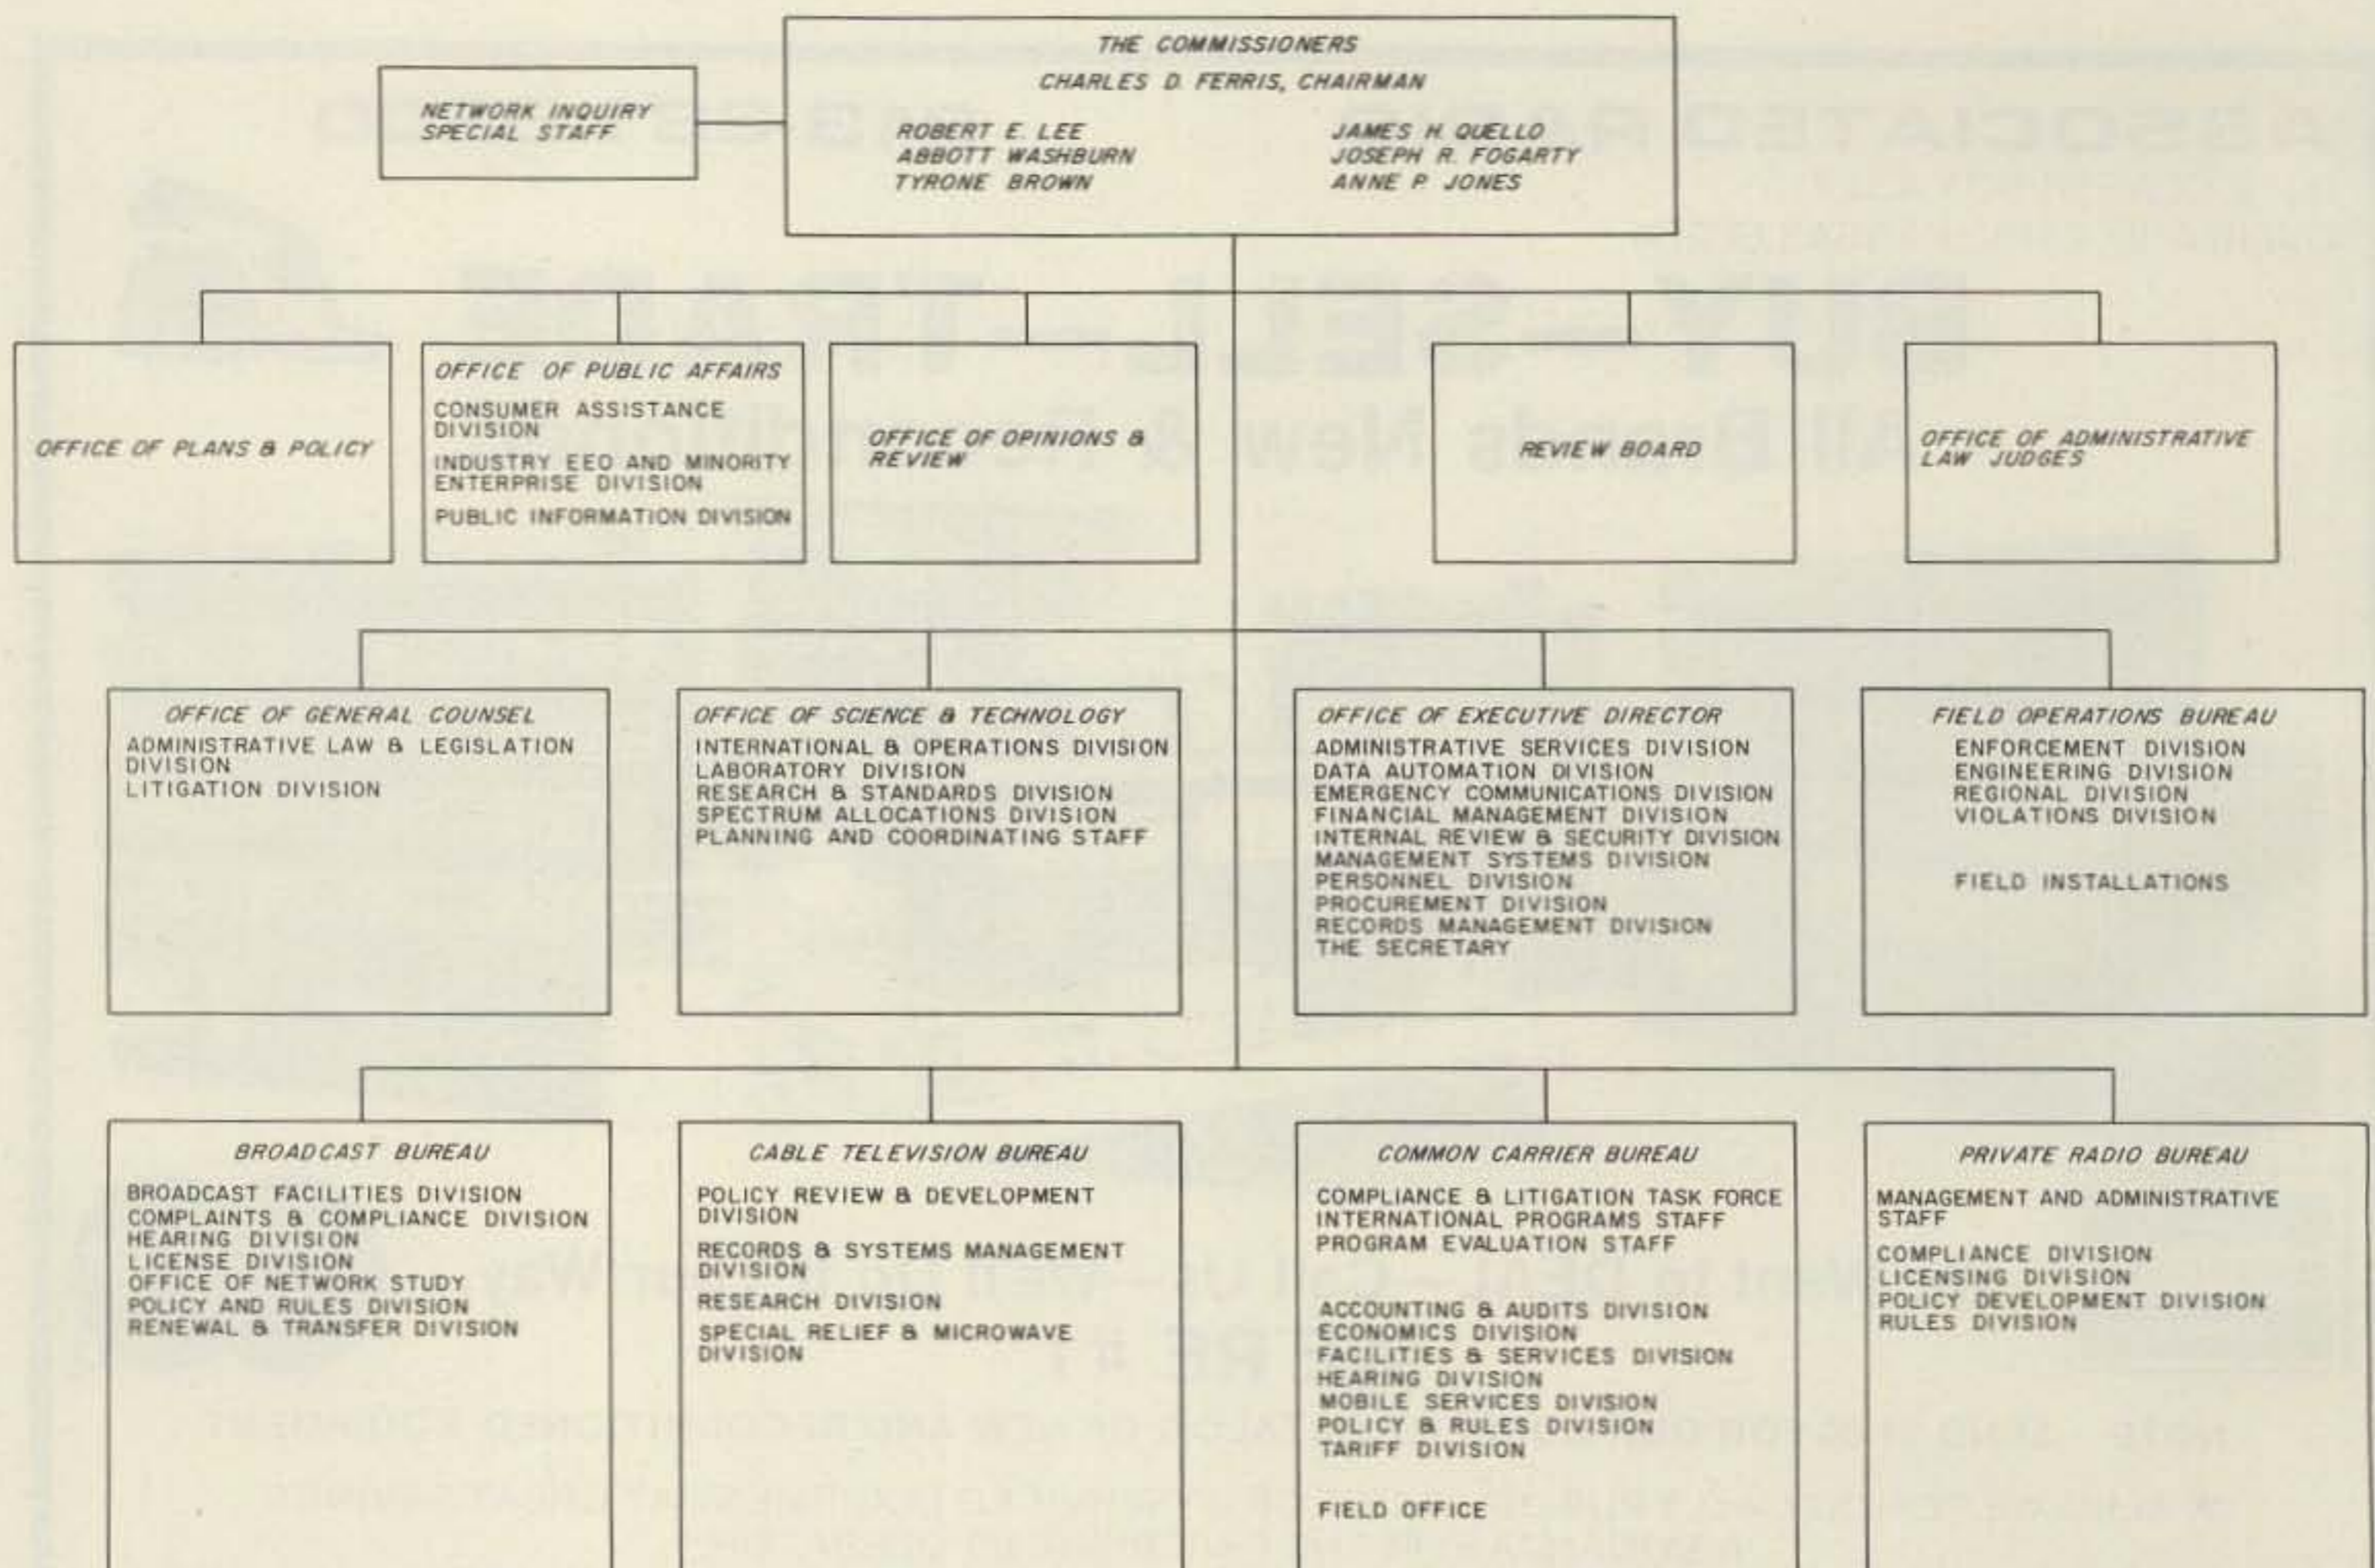 THE COMMISSIONERS
CHARLES D. FERRIS, CHAIRMAN
ROBERT E. LEE
ABBOTT WASHBURN
TYRONE BROWN
JAMES H. QUELLO
JOSEPH R. FOGARTY
ANNE P. JONES
NETWORK INQUIRY
SPECIAL STAFF
OFFICE OF PLANS & POLICY
OFFICE OF PUBLIC AFFAIRS
CONSUMER ASSISTANCE
DIVISION
INDUSTRY EEO AND MINORITY
ENTERPRISE DIVISION
PUBLIC INFORMATION DIVISION
OFFICE OF OPINIONS &
REVIEW
REVIEW BOARD
OFFICE OF ADMINISTRATIVE
LAW JUDGES
OFFICE OF GENERAL COUNSEL
ADMINISTRATIVE LAW & LEGISLATION
DIVISION
LITIGATION DIVISION
OFFICE OF SCIENCE & TECHNOLOGY
INTERNATIONAL & OPERATIONS DIVISION
LABORATORY DIVISION
RESEARCH & STANDARDS DIVISION
SPECTRUM ALLOCATIONS DIVISION
PLANNING AND COORDINATING STAFF
OFFICE OF EXECUTIVE DIRECTOR
ADMINISTRATIVE SERVICES DIVISION
DATA AUTOMATION DIVISION
EMERGENCY COMMUNICATIONS DIVISION
FINANCIAL MANAGEMENT DIVISION
INTERNAL REVIEW & SECURITY DIVISION
MANAGEMENT SYSTEMS DIVISION
PERSONNEL DIVISION
PROCUREMENT DIVISION
RECORDS MANAGEMENT DIVISION
THE SECRETARY
FIELD OPERATIONS BUREAU
ENFORCEMENT DIVISION
ENGINEERING DIVISION
REGIONAL DIVISION
VIOLATIONS DIVISION
FIELD INSTALLATIONS
BROADCAST BUREAU
BROADCAST FACILITIES DIVISION
COMPLAINTS & COMPLIANCE DIVISION
HEARING DIVISION
LICENSE DIVISION
OFFICE OF NETWORK STUDY
POLICY AND RULES DIVISION
RENEWAL & TRANSFER DIVISION
CABLE TELEVISION BUREAU
POLICY REVIEW & DEVELOPMENT
DIVISION
RECORDS & SYSTEMS MANAGEMENT
DIVISION
RESEARCH DIVISION
SPECIAL RELIEF & MICROWAVE
DIVISION
COMMON CARRIER BUREAU
COMPLIANCE & LITIGATION TASK FORCE
INTERNATIONAL PROGRAMS STAFF
PROGRAM EVALUATION STAFF
ACCOUNTING & AUDITS DIVISION
ECONOMICS DIVISION
FACILITIES & SERVICES DIVISION
HEARING DIVISION
MOBILE SERVICES DIVISION
POLICY & RULES DIVISION
TARIFF DIVISION
FIELD OFFICE
PRIVATE RADIO BUREAU
MANAGEMENT AND ADMINISTRATIVE
STAFF
COMPLIANCE DIVISION
LICENSING DIVISION
POLICY DEVELOPMENT DIVISION
RULES DIVISION